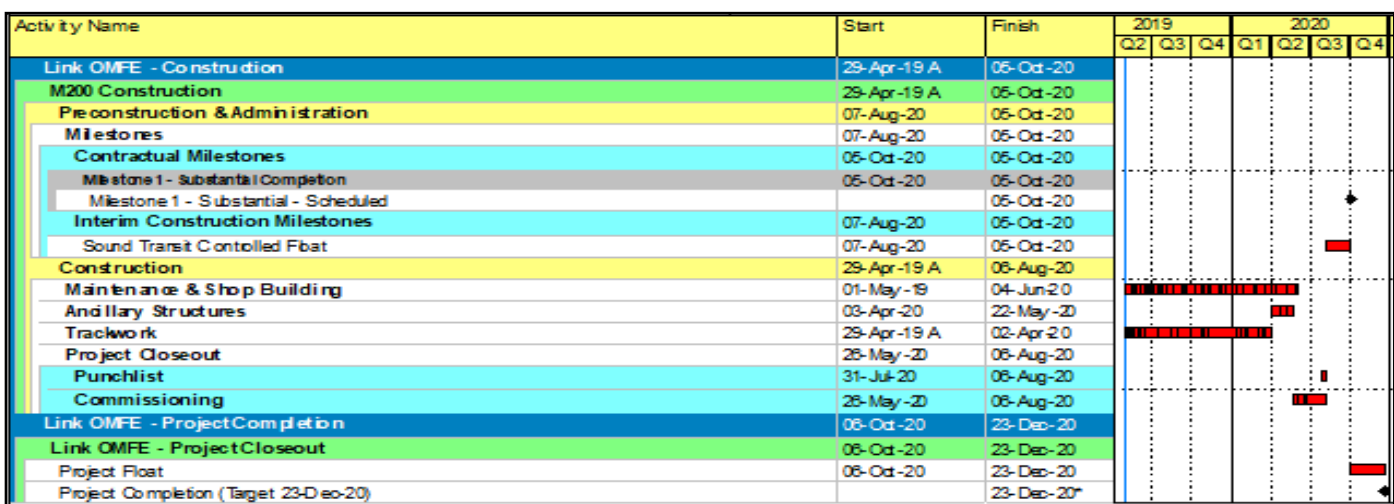 Activity Name Start Finish 2019 2020
Q2 Q3 Q4 Q1 Q2 Q3 Q4
Link OMFE - Construction 29-Apr-19 A 05-Oct-20
M200 Construction 29-Apr-19 A 05-Oct-20
Preconstruction & Administration 07-Aug-20 05-Oct-20
Milestones 07-Aug-20 05-Oct-20
Contractual Milestones 05-Oct-20 05-Oct-20
Milestone 1 - Substantial Completion 05-Oct-20 05-Oct-20
Milestone 1 - Substantial - Scheduled 05-Oct-20
Interim Construction Milestones 07-Aug-20 05-Oct-20
Sound Transit Controlled Float 07-Aug-20 05-Oct-20
Construction 29-Apr-19 A 06-Aug-20
Maintenance & Shop Building 01-May-19 04-Jun-20
Ancillary Structures 03-Apr-20 22-May-20
Trackwork 29-Apr-19 A 02-Apr-20
Project Closeout 26-May-20 06-Aug-20
Punchlist 31-Jul-20 06-Aug-20
Commissioning 26-May-20 06-Aug-20
Link OMFE - Project Completion 06-Oct-20 23-Dec-20
Link OMFE - Project Closeout 06-Oct-20 23-Dec-20
Project Float 06-Oct-20 23-Dec-20
Project Completion (Target 23-Dec-20) 23-Dec-20*